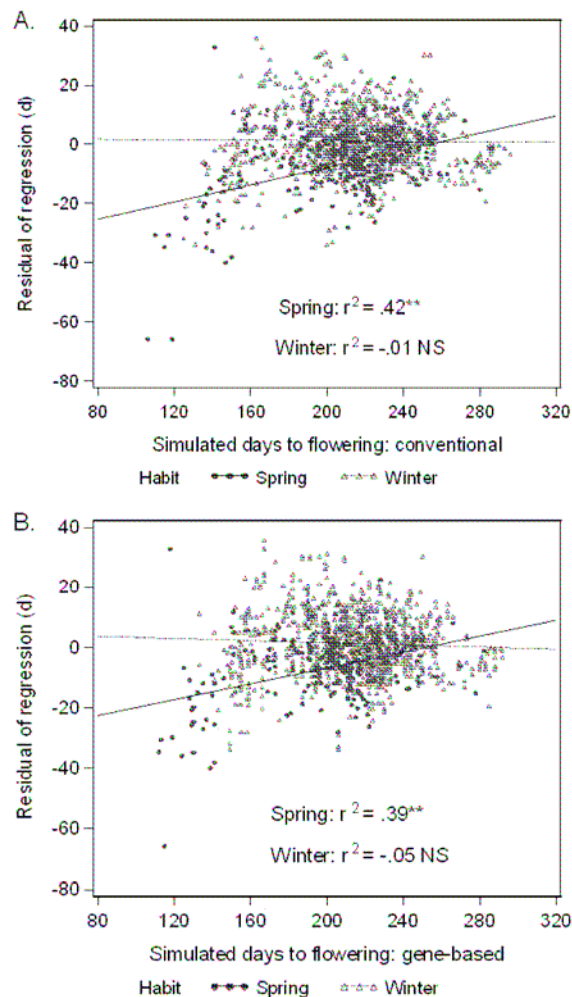 A.
40
20
0
-20
-40
-60
-80
Residual of regression (d)
Spring: r² = .42**
Winter: r² = -.01 NS
80 120 160 200 240 280 320
Simulated days to flowering: conventional
Habit Spring Winter
B.
40
20
0
-20
-40
-60
-80
Residual of regression (d)
Spring: r² = .39**
Winter: r² = -.05 NS
80 120 160 200 240 280 320
Simulated days to flowering: gene-based
Habit Spring Winter